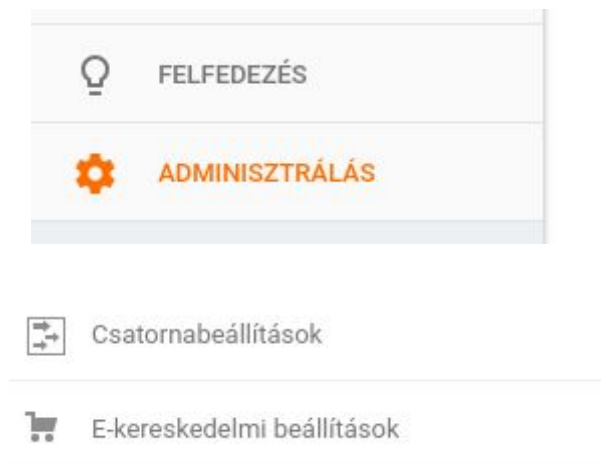 FELFEDEZÉS
ADMINISZTRÁLÁS
Csatornabeállítások
E-kereskedelmi beállítások